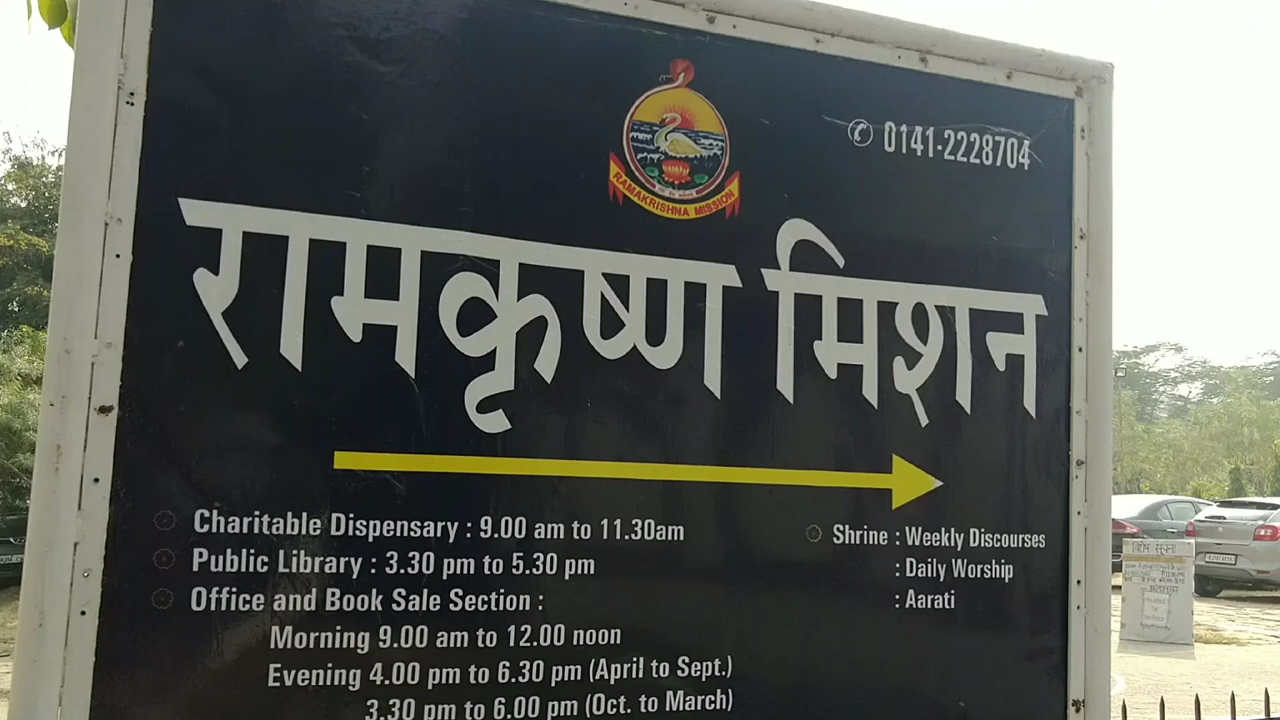 RAMAKRISHNA MISSION
✆ 0141-2228704
रामकृष्ण मिशन
Charitable Dispensary : 9.00 am to 11.30am
Public Library : 3.30 pm to 5.30 pm
Office and Book Sale Section :
Morning 9.00 am to 12.00 noon
Evening 4.00 pm to 6.30 pm (April to Sept.)
3.30 pm to 6.00 pm (Oct. to March)
Shrine : Weekly Discourses
: Daily Worship
: Aarati